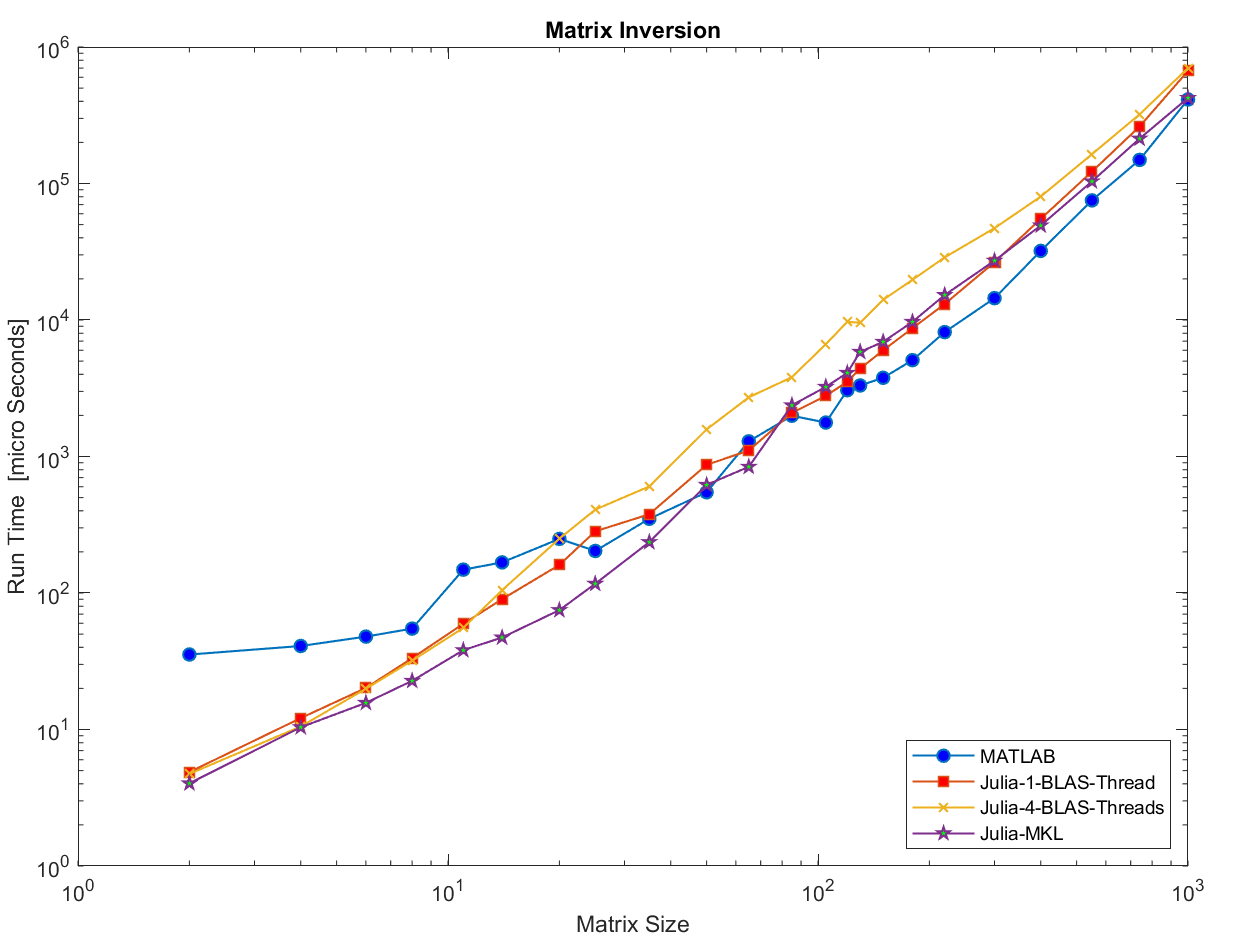 Matrix Inversion
Run Time [micro Seconds]
10^6
10^5
10^4
10^3
10^2
10^1
10^0
10^0 10^1 10^2 10^3
Matrix Size
MATLAB
Julia-1-BLAS-Thread
Julia-4-BLAS-Threads
Julia-MKL